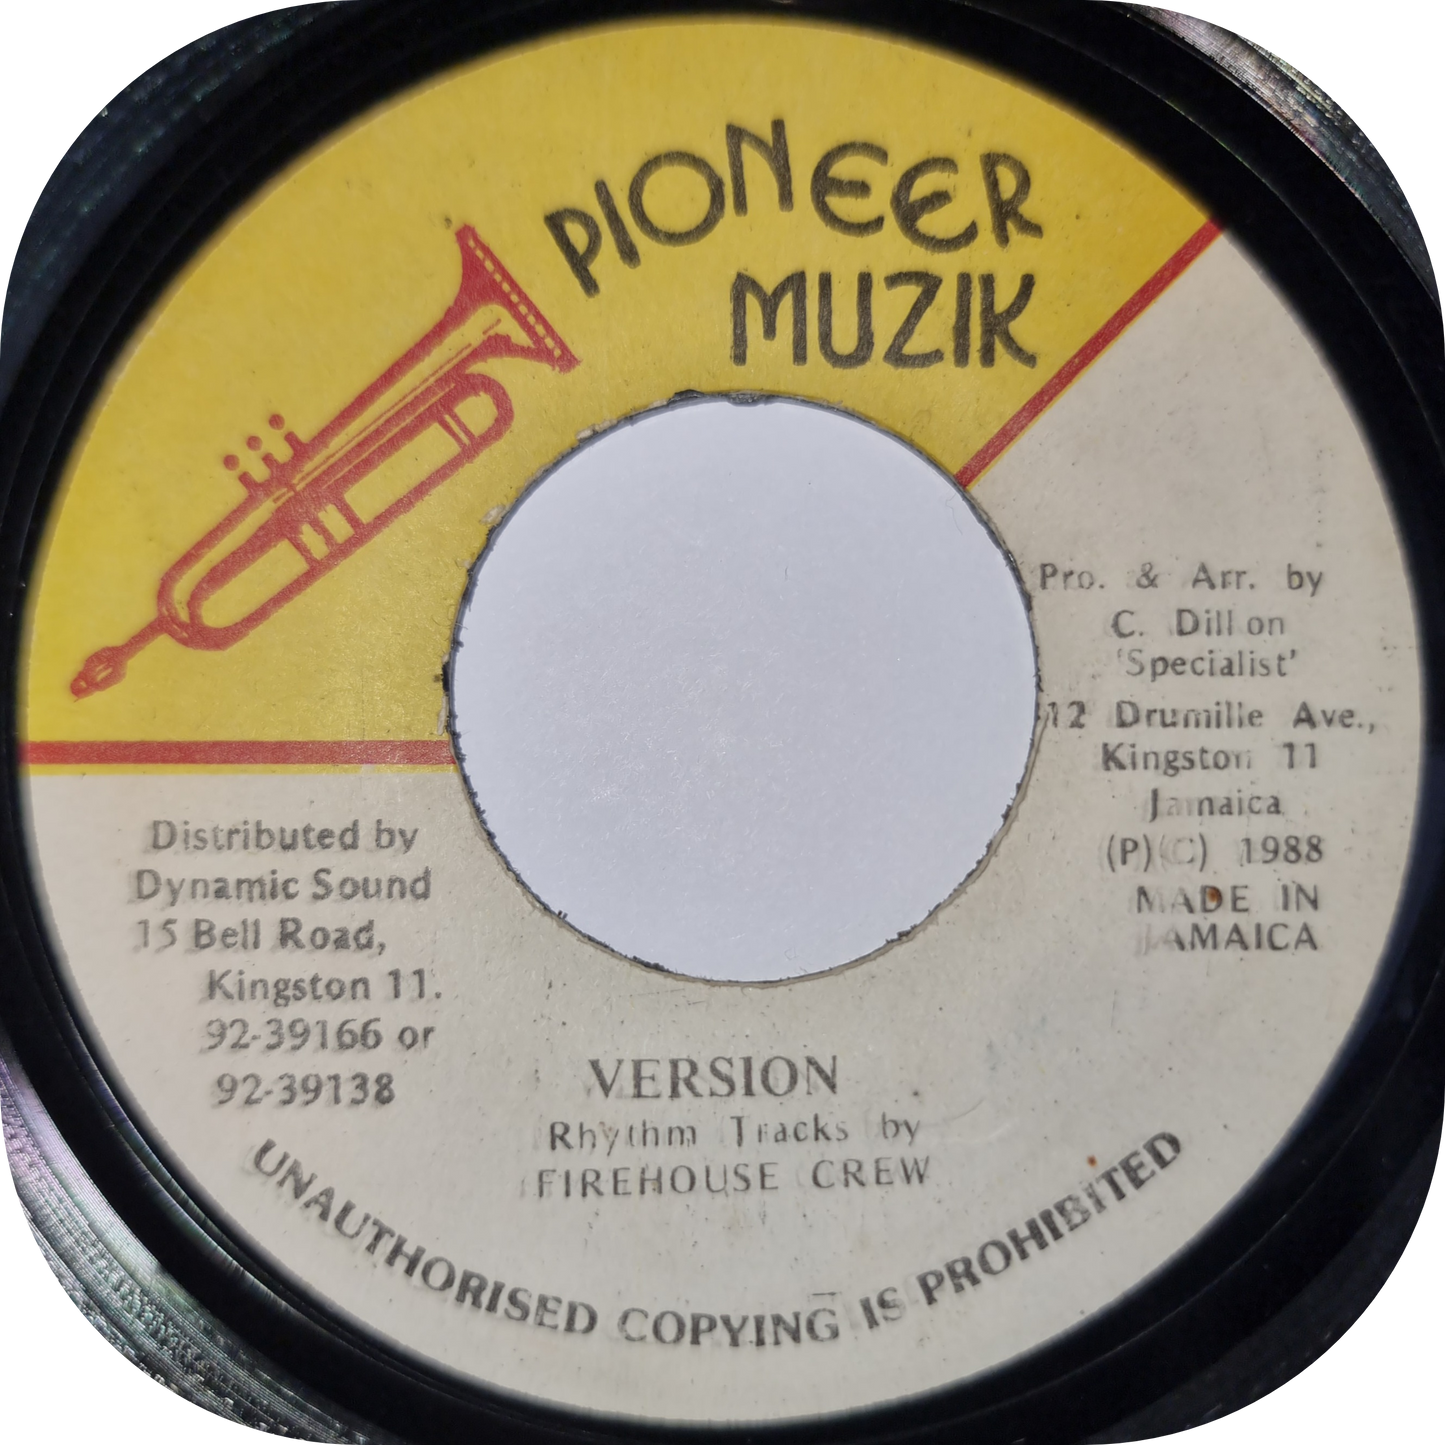 PIONEER
MUZIK
Pro. & Arr. by
C. Dillon
'Specialist'
12 Drumille Ave.,
Kingston 11
Jamaica
(P)(C) 1988
MADE IN
JAMAICA
Distributed by
Dynamic Sound
15 Bell Road,
Kingston 11.
92-39166 or
92-39138
VERSION
Rhythm Tracks by
FIREHOUSE CREW
UNAUTHORISED COPYING IS PROHIBITED